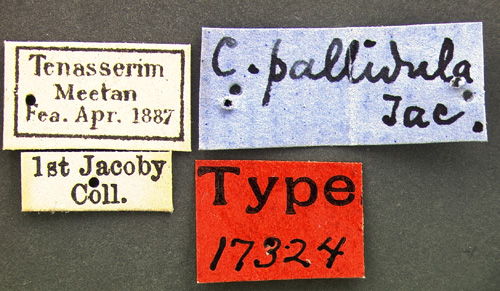 Tenasserim
Meetan
Fea. Apr. 1887
C. pallidula
Jac.
1st Jacoby
Coll.
Type
17324